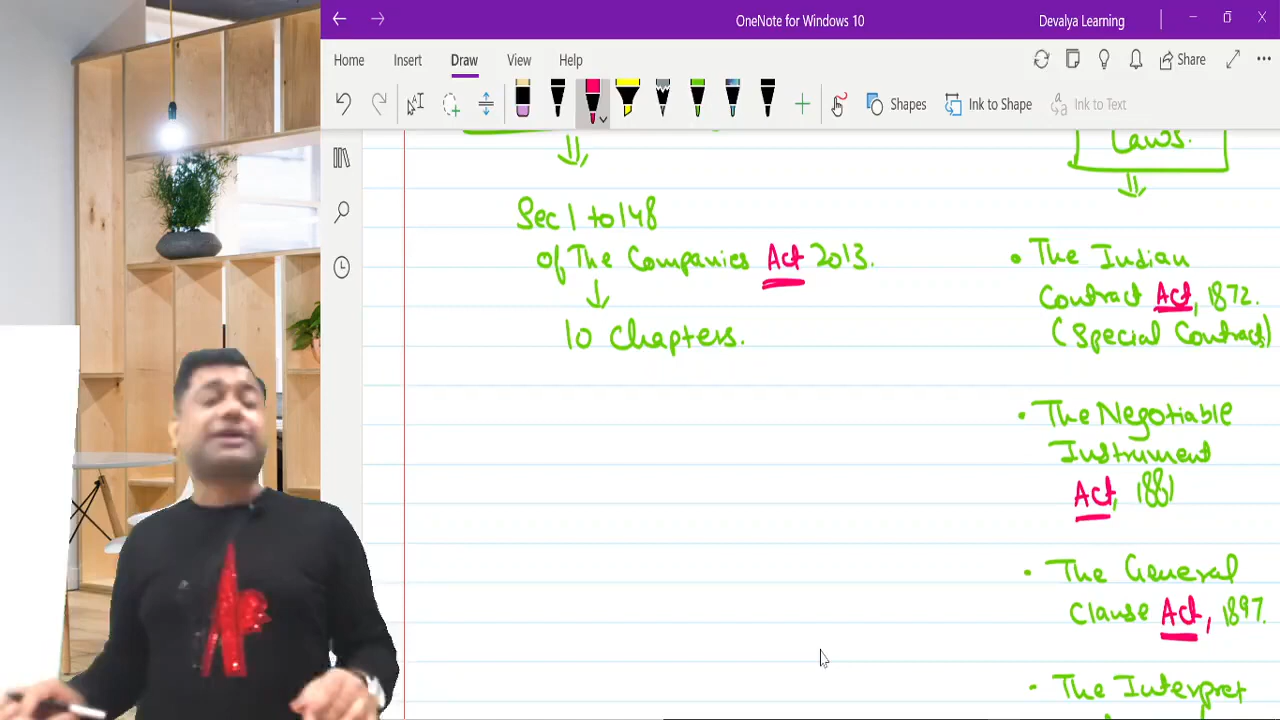 OneNote for Windows 10
Devalya Learning
Home Insert Draw View Help
Share
Shapes
Ink to Shape
Ink to Text
Laws.
Sec 1 to 148
of The Companies Act 2013.
10 Chapters.
• The Indian
Contract Act, 1872.
(Special Contract)
• The Negotiable
Instrument
Act, 1881
• The General
Clause Act, 1897.
• The Interpret